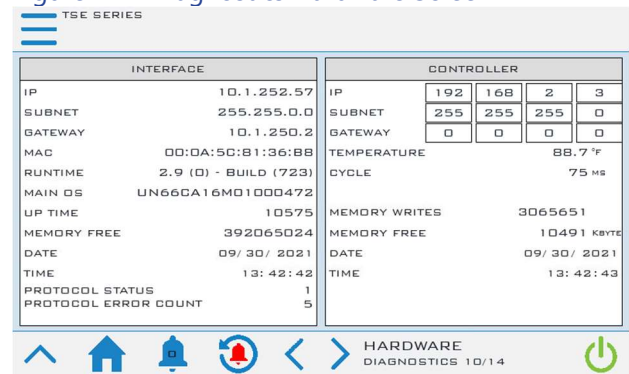 TSE SERIES
INTERFACE
IP 10.1.252.57
SUBNET 255.255.0.0
GATEWAY 10.1.250.2
MAC 00:0A:5C:81:36:B8
RUNTIME 2.9 (0) - BUILD (723)
MAIN OS UN66CA16M01000472
UP TIME 10575
MEMORY FREE 392065024
DATE 09/ 30/ 2021
TIME 13: 42: 42
PROTOCOL STATUS 1
PROTOCOL ERROR COUNT 5
CONTROLLER
IP 192 168 2 3
SUBNET 255 255 255 0
GATEWAY 0 0 0 0
TEMPERATURE 88.7 °F
CYCLE 75 MS
MEMORY WRITES 3065651
MEMORY FREE 10491 KBYTE
DATE 09/ 30/ 2021
TIME 13: 42: 43
0
HARDWARE
DIAGNOSTICS 10/14